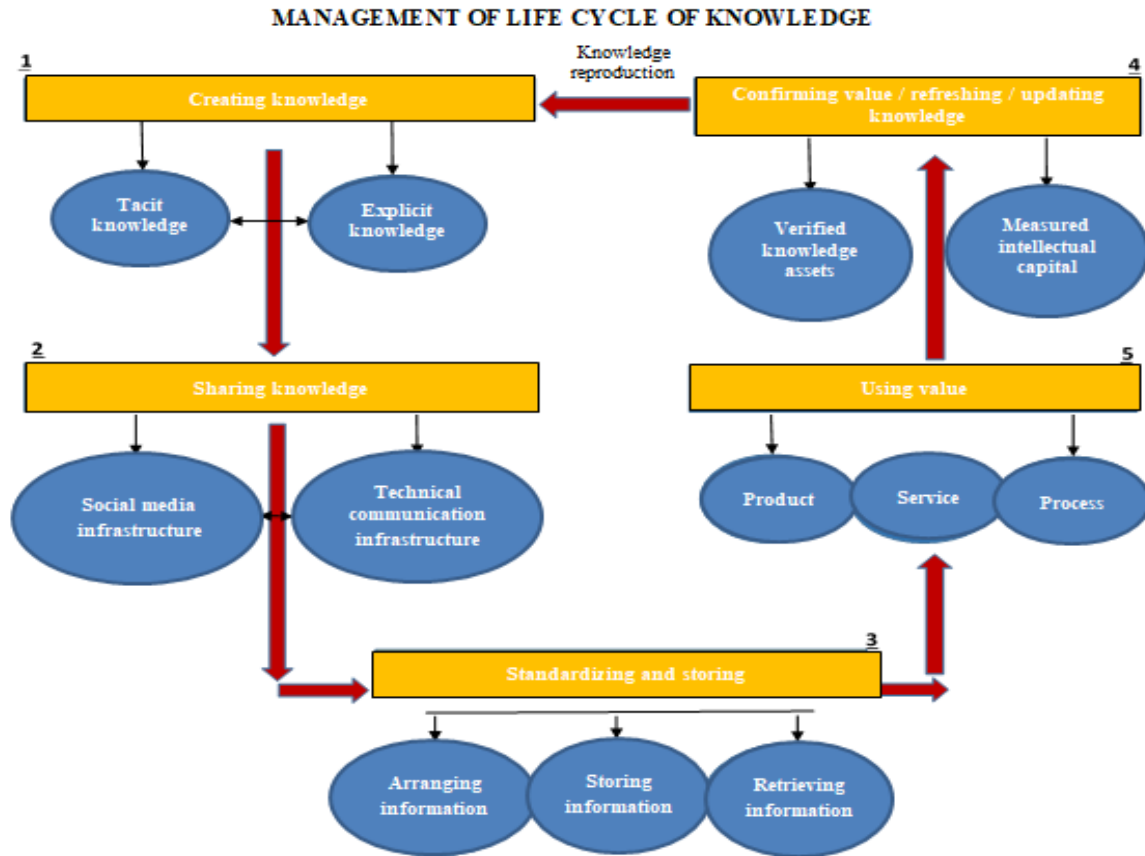 MANAGEMENT OF LIFE CYCLE OF KNOWLEDGE
1
Creating knowledge
Knowledge
reproduction
4
Confirming value / refreshing / updating
knowledge
Tacit
knowledge
Explicit
knowledge
Verified
knowledge
assets
Measured
intellectual
capital
2
Sharing knowledge
5
Using value
Social media
infrastructure
Technical
communication
infrastructure
Product
Service
Process
3
Standardizing and storing
Arranging
information
Storing
information
Retrieving
information